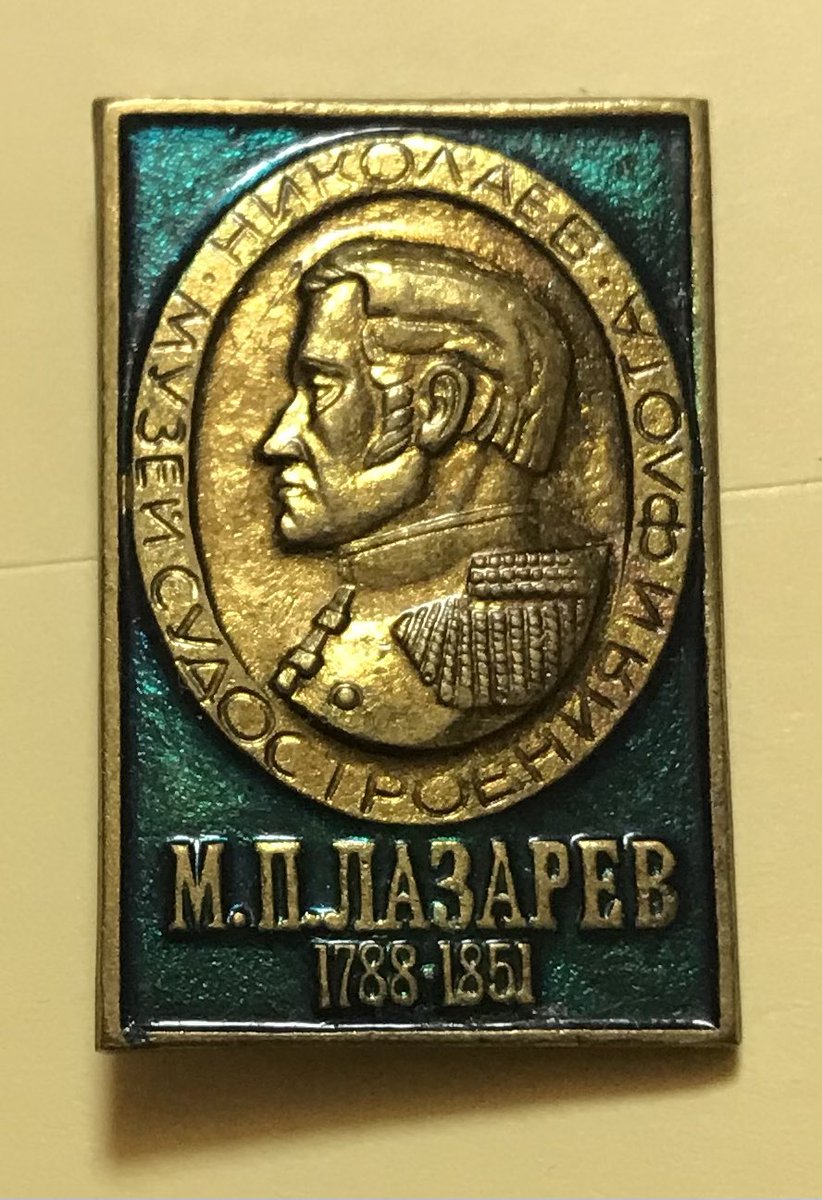 · НИКОЛАЕВ · МУЗЕЙ СУДОСТРОЕНИЯ И ФЛОТА
М.П.ЛАЗАРЕВ
1788-1851